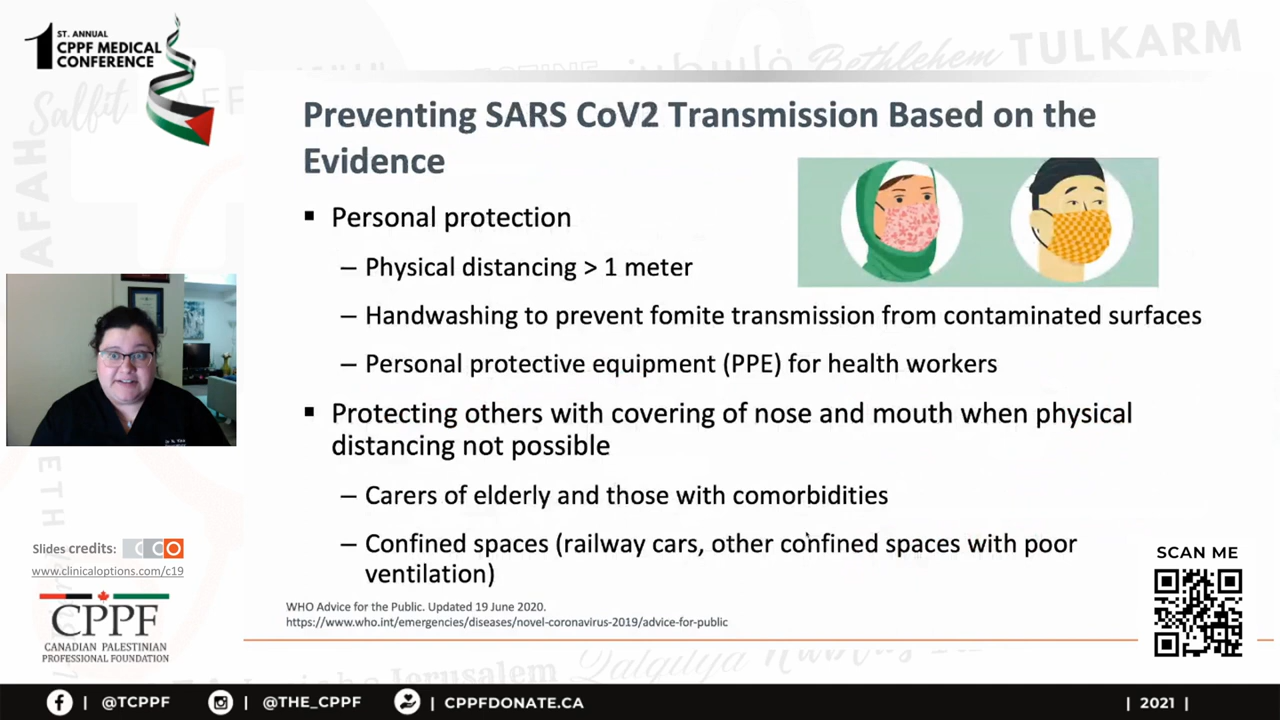 1 ST. ANNUAL
CPPF MEDICAL
CONFERENCE
Salfit
Bethlehem
TULKARM
AFAH
Preventing SARS CoV2 Transmission Based on the
Evidence
▪ Personal protection
– Physical distancing > 1 meter
– Handwashing to prevent fomite transmission from contaminated surfaces
– Personal protective equipment (PPE) for health workers
▪ Protecting others with covering of nose and mouth when physical
distancing not possible
– Carers of elderly and those with comorbidities
– Confined spaces (railway cars, other confined spaces with poor
ventilation)
WHO Advice for the Public. Updated 19 June 2020.
https://www.who.int/emergencies/diseases/novel-coronavirus-2019/advice-for-public
Slides credits: CCO
www.clinicaloptions.com/c19
CPPF
CANADIAN PALESTINIAN
PROFESSIONAL FOUNDATION
SCAN ME
Jerusalem
Qalqilya
| @TCPPF | @THE_CPPF | CPPFDONATE.CA | 2021 |